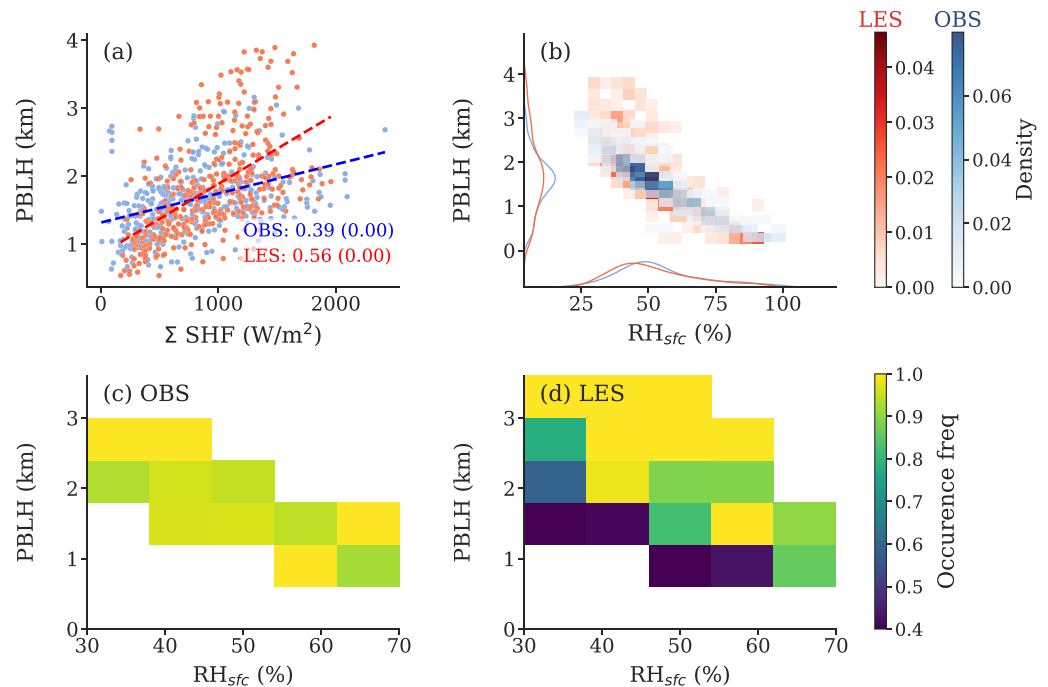 (a)
4
3
2
1
PBLH (km)
OBS: 0.39 (0.00)
LES: 0.56 (0.00)
0
1000
2000
Σ SHF (W/m²)
(b)
4
3
2
1
0
PBLH (km)
25
50
75
100
RH_sfc (%)
LES
0.04
0.04
0.03
0.02
0.01
0.01
0.00
OBS
0.06
0.04
0.02
0.00
Density
(c) OBS
3
2
1
0
PBLH (km)
30
40
50
60
70
RH_sfc (%)
(d) LES
3
2
1
0
PBLH (km)
30
40
50
60
70
RH_sfc (%)
1.0
0.9
0.8
0.7
0.6
0.5
0.4
Occurence freq